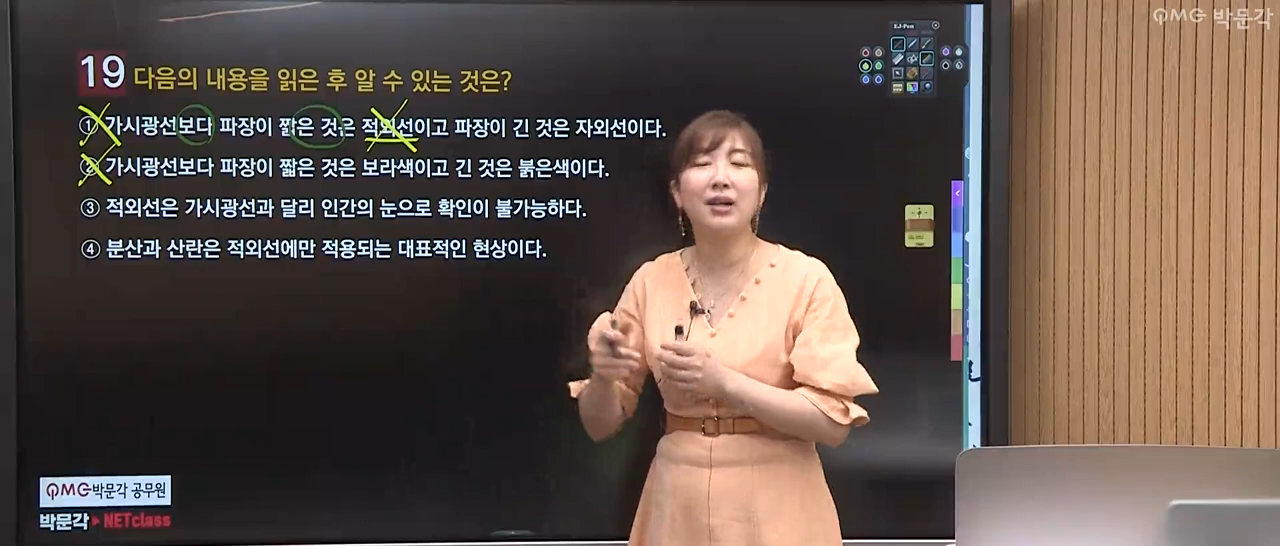 QMG 박문각
EJ-Pen
19 다음의 내용을 읽은 후 알 수 있는 것은?
① 가시광선보다 파장이 짧은 것은 적외선이고 파장이 긴 것은 자외선이다.
② 가시광선보다 파장이 짧은 것은 보라색이고 긴 것은 붉은색이다.
③ 적외선은 가시광선과 달리 인간의 눈으로 확인이 불가능하다.
④ 분산과 산란은 적외선에만 적용되는 대표적인 현상이다.
QMG 박문각 공무원
박문각 NETclass